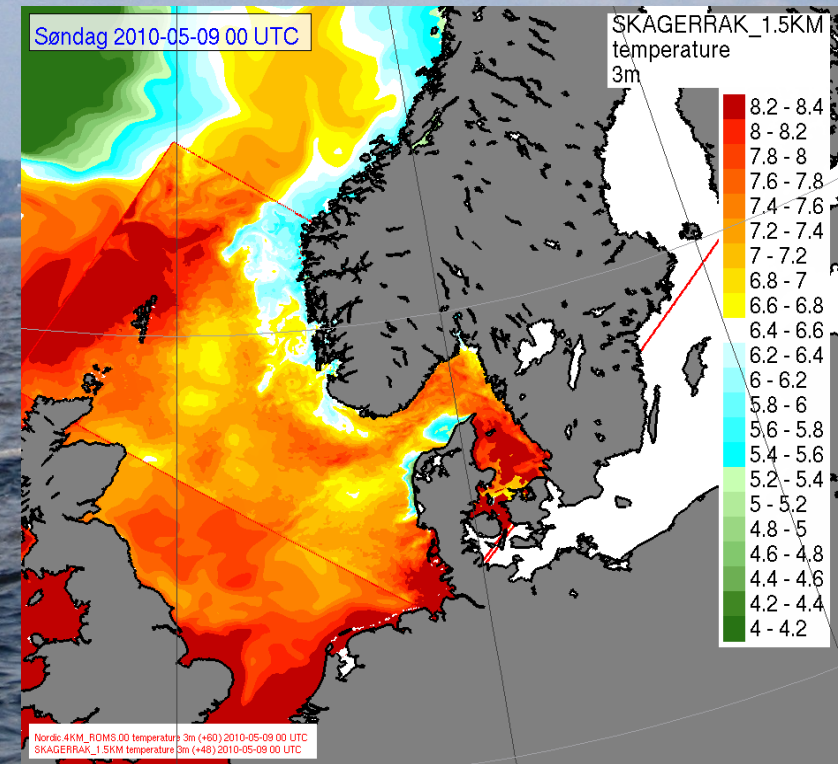 Søndag 2010-05-09 00 UTC
SKAGERRAK_1.5KM
temperature
3m
8.2 - 8.4
8 - 8.2
7.8 - 8
7.6 - 7.8
7.4 - 7.6
7.2 - 7.4
7 - 7.2
6.8 - 7
6.6 - 6.8
6.4 - 6.6
6.2 - 6.4
6 - 6.2
5.8 - 6
5.6 - 5.8
5.4 - 5.6
5.2 - 5.4
5 - 5.2
4.8 - 5
4.6 - 4.8
4.4 - 4.6
4.2 - 4.4
4 - 4.2
Nordic.4KM_ROMS.00 temperature 3m (+60) 2010-05-09 00 UTC
SKAGERRAK_1.5KM temperature 3m (+48) 2010-05-09 00 UTC